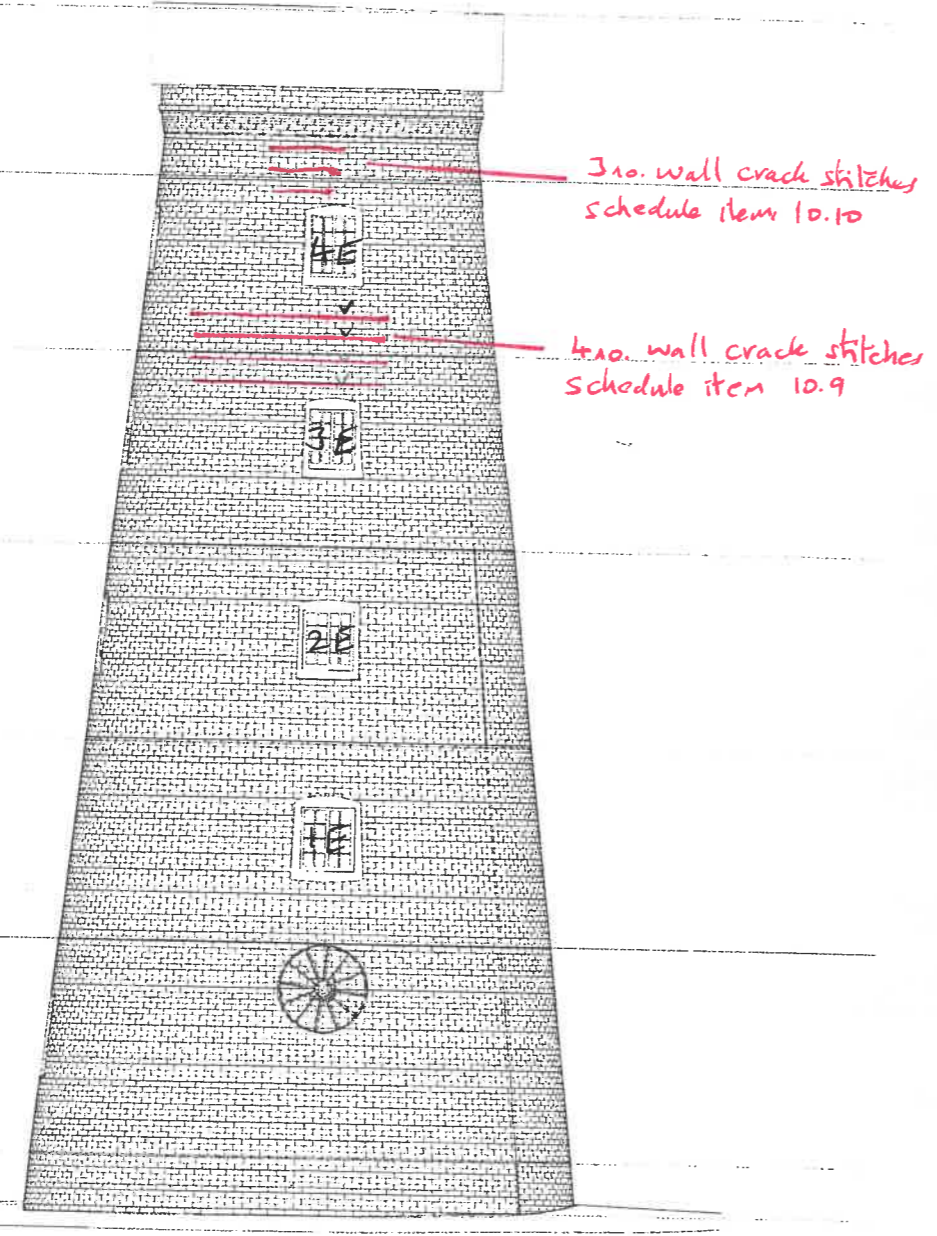 3no. wall crack stitches
schedule item 10.10
4E
4no. wall crack stitches
schedule item 10.9
3E
2E
1E